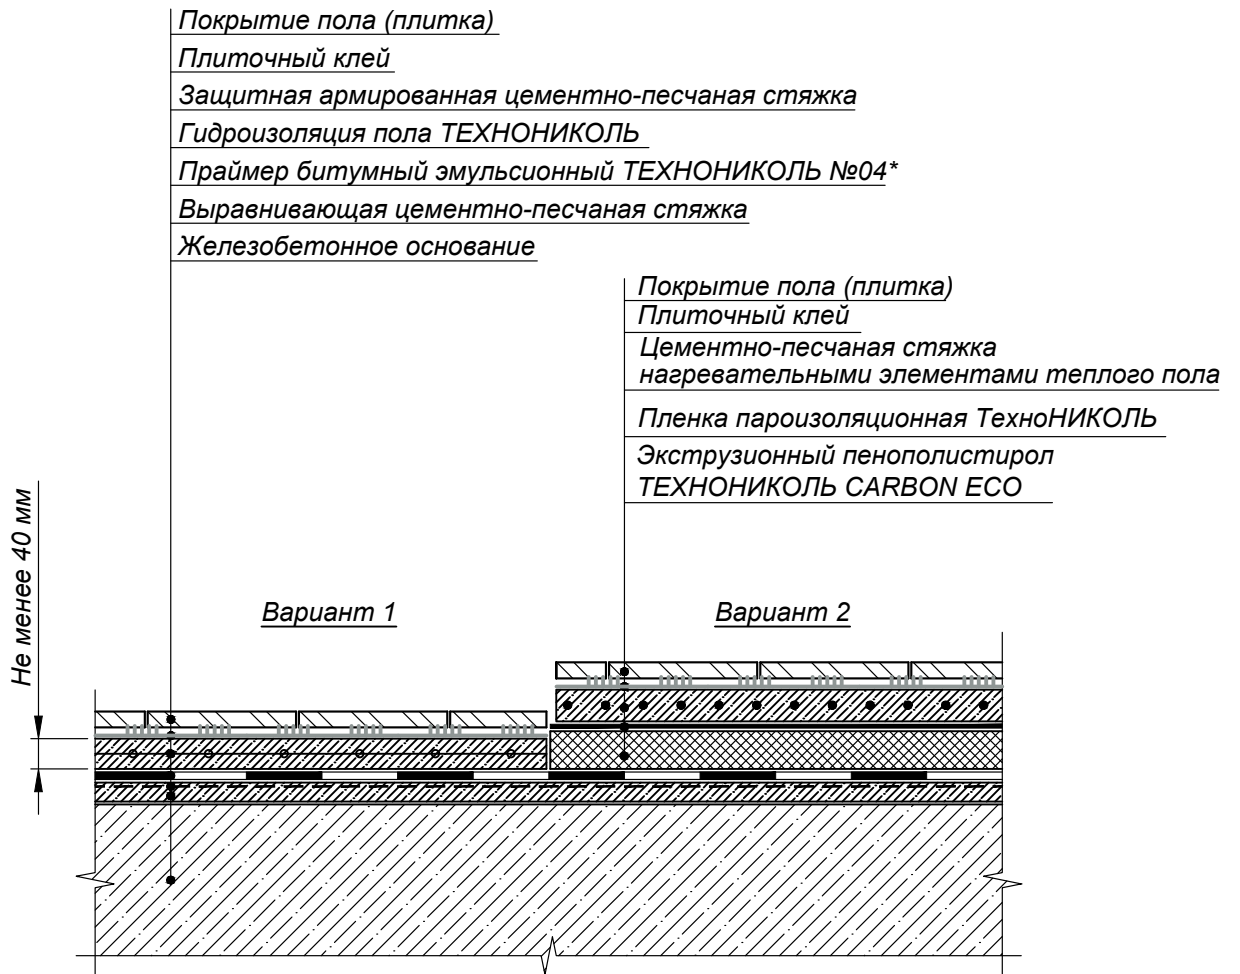 Покрытие пола (плитка)
Плиточный клей
Защитная армированная цементно-песчаная стяжка
Гидроизоляция пола ТЕХНОНИКОЛЬ
Праймер битумный эмульсионный ТЕХНОНИКОЛЬ №04*
Выравнивающая цементно-песчаная стяжка
Железобетонное основание
Покрытие пола (плитка)
Плиточный клей
Цементно-песчаная стяжка
нагревательными элементами теплого пола
Пленка пароизоляционная ТехноНИКОЛЬ
Экструзионный пенополистирол
ТЕХНОНИКОЛЬ CARBON ECO
Не менее 40 мм
Вариант 1
Вариант 2